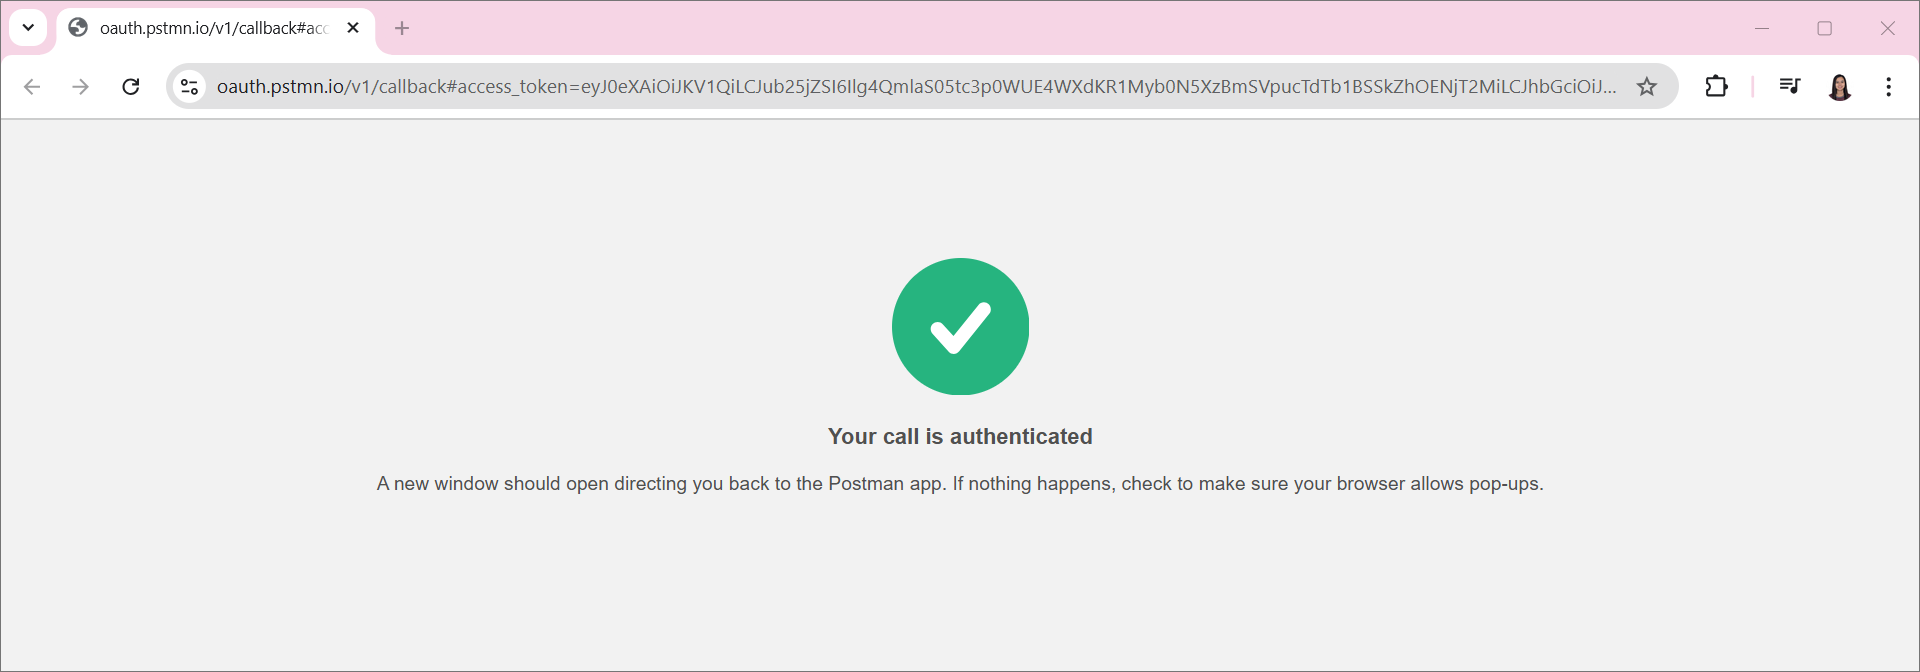 oauth.pstmn.io/v1/callback#acc
oauth.pstmn.io/v1/callback#access_token=eyJ0eXAiOiJKV1QiLCJub25jZSI6Ilg4QmlaS05tc3p0WUE4WXdKR1Myb0N5XzBmSVpucTdTb1BSSkZhOENjT2MiLCJhbGciOiJ...
Your call is authenticated
A new window should open directing you back to the Postman app. If nothing happens, check to make sure your browser allows pop-ups.